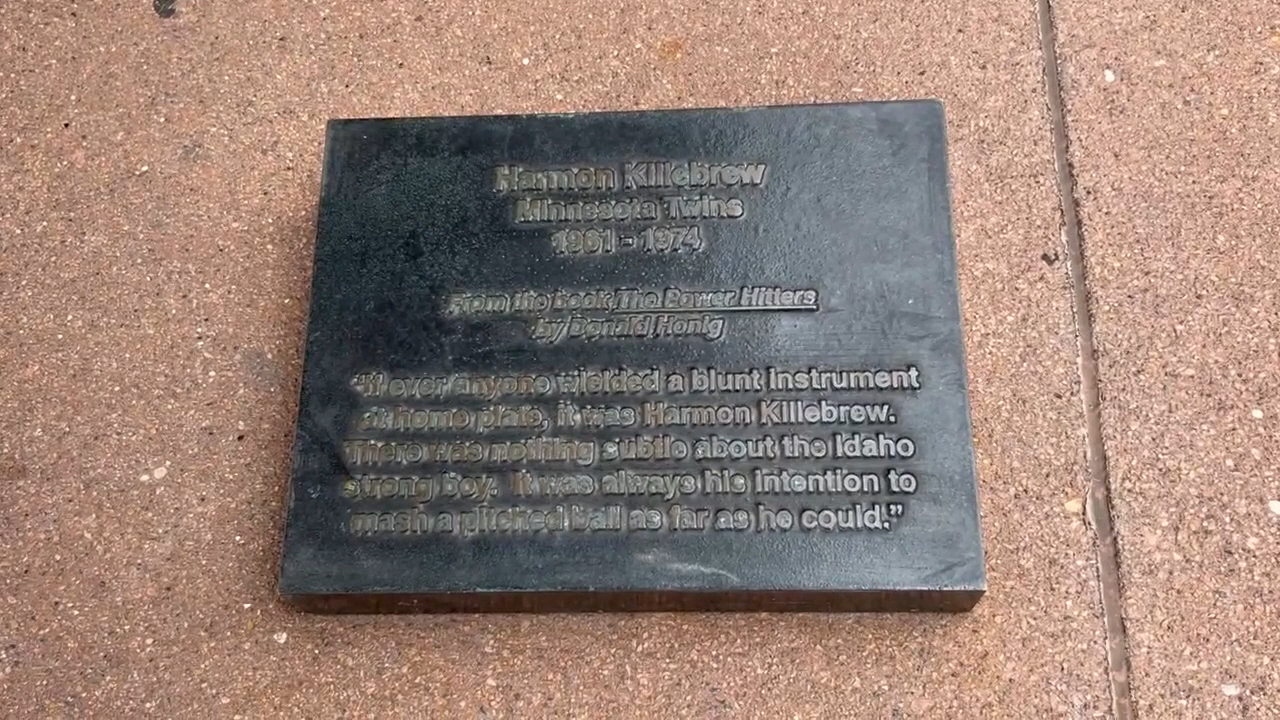 Harmon Killebrew
Minnesota Twins
1961 - 1974
From the book The Power Hitters
by Donald Honig
"If ever anyone wielded a blunt instrument
at home plate, it was Harmon Killebrew.
There was nothing subtle about the Idaho
strong boy. It was always his intention to
mash a pitched ball as far as he could."